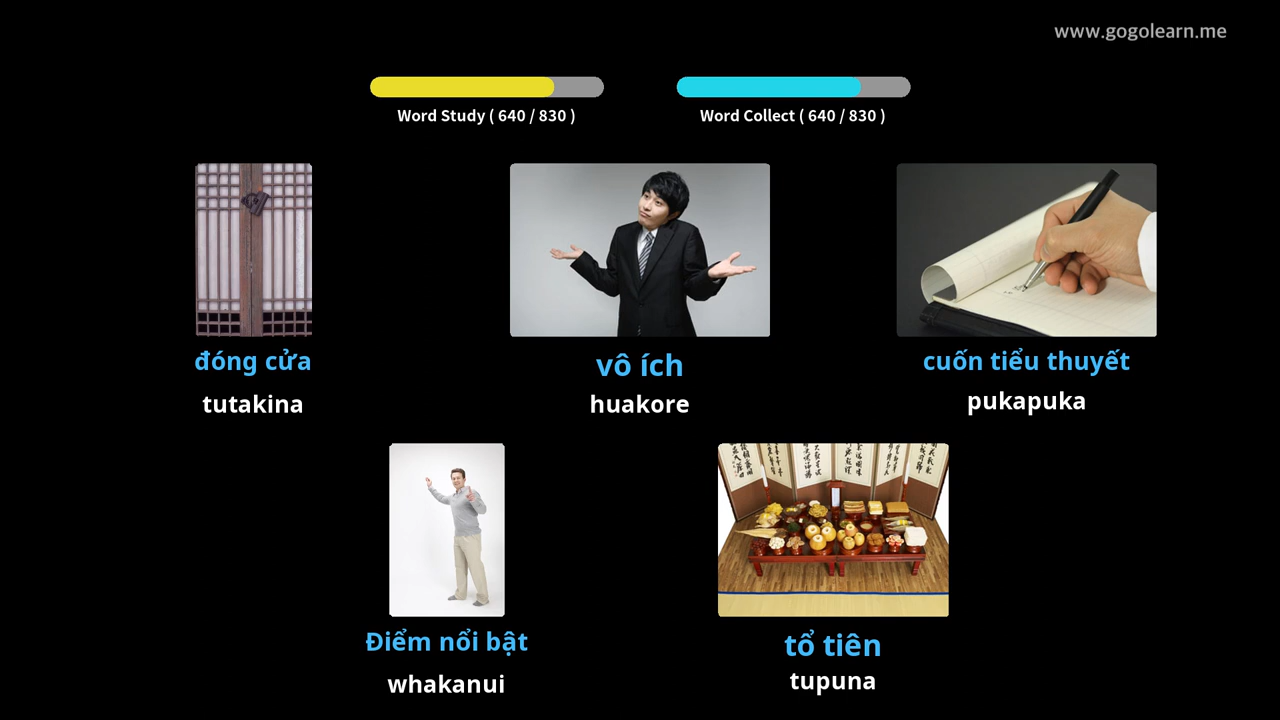 www.gogolearn.me
Word Study ( 640 / 830 )
Word Collect ( 640 / 830 )
đóng cửa
tutakina
vô ích
huakore
cuốn tiểu thuyết
pukapuka
Điểm nổi bật
whakanui
tổ tiên
tupuna